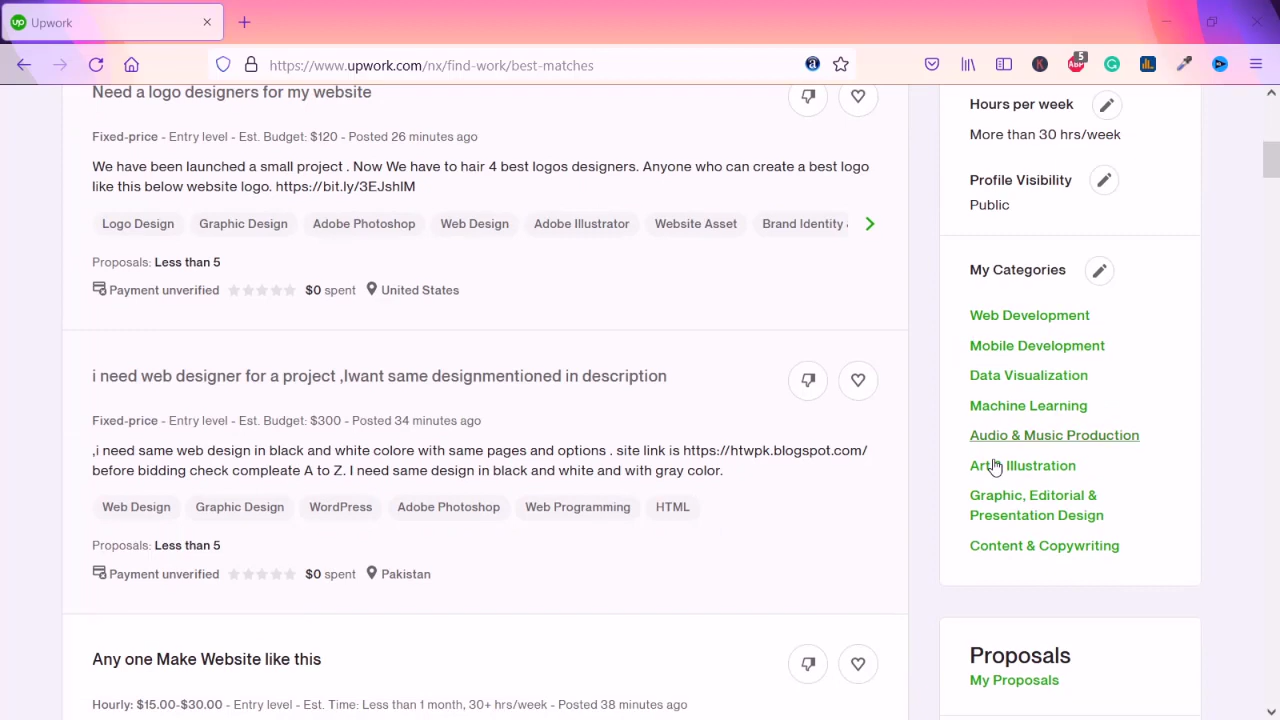 Upwork
https://www.upwork.com/nx/find-work/best-matches
5
Need a logo designers for my website
Fixed-price - Entry level - Est. Budget: $120 - Posted 26 minutes ago
We have been launched a small project . Now We have to hair 4 best logos designers. Anyone who can create a best logo
like this below website logo. https://bit.ly/3EJshIM
Logo Design Graphic Design Adobe Photoshop Web Design Adobe Illustrator Website Asset Brand Identity
Proposals: Less than 5
Payment unverified $0 spent United States
i need web designer for a project ,Iwant same designmentioned in description
Fixed-price - Entry level - Est. Budget: $300 - Posted 34 minutes ago
,i need same web design in black and white colore with same pages and options . site link is https://htwpk.blogspot.com/
before bidding check compleate A to Z. I need same design in black and white and with gray color.
Web Design Graphic Design WordPress Adobe Photoshop Web Programming HTML
Proposals: Less than 5
Payment unverified $0 spent Pakistan
Any one Make Website like this
Hourly: $15.00-$30.00 - Entry level - Est. Time: Less than 1 month, 30+ hrs/week - Posted 38 minutes ago
Hours per week
More than 30 hrs/week
Profile Visibility
Public
My Categories
Web Development
Mobile Development
Data Visualization
Machine Learning
Audio & Music Production
Illustration
Graphic, Editorial &
Presentation Design
Content & Copywriting
Proposals
My Proposals